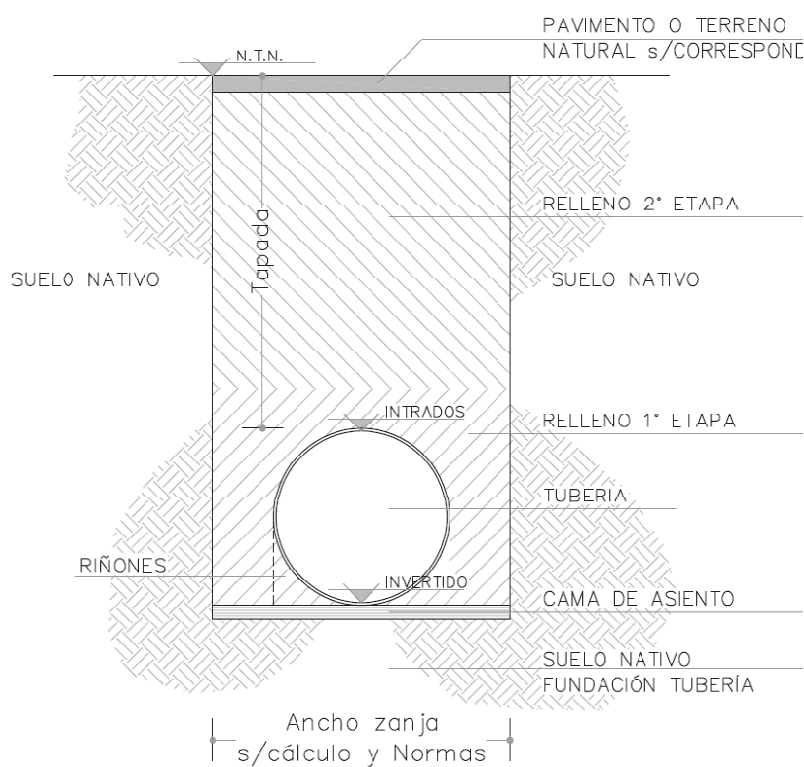 PAVIMENTO O TERRENO
NATURAL s/CORRESPOND
N.T.N.
Tapada
RELLENO 2° ETAPA
SUELO NATIVO
SUELO NATIVO
INTRADOS
RELLENO 1° ETAPA
TUBERIA
RIÑONES
INVERTIDO
CAMA DE ASIENTO
SUELO NATIVO
FUNDACIÓN TUBERÍA
Ancho zanja
s/cálculo y Normas